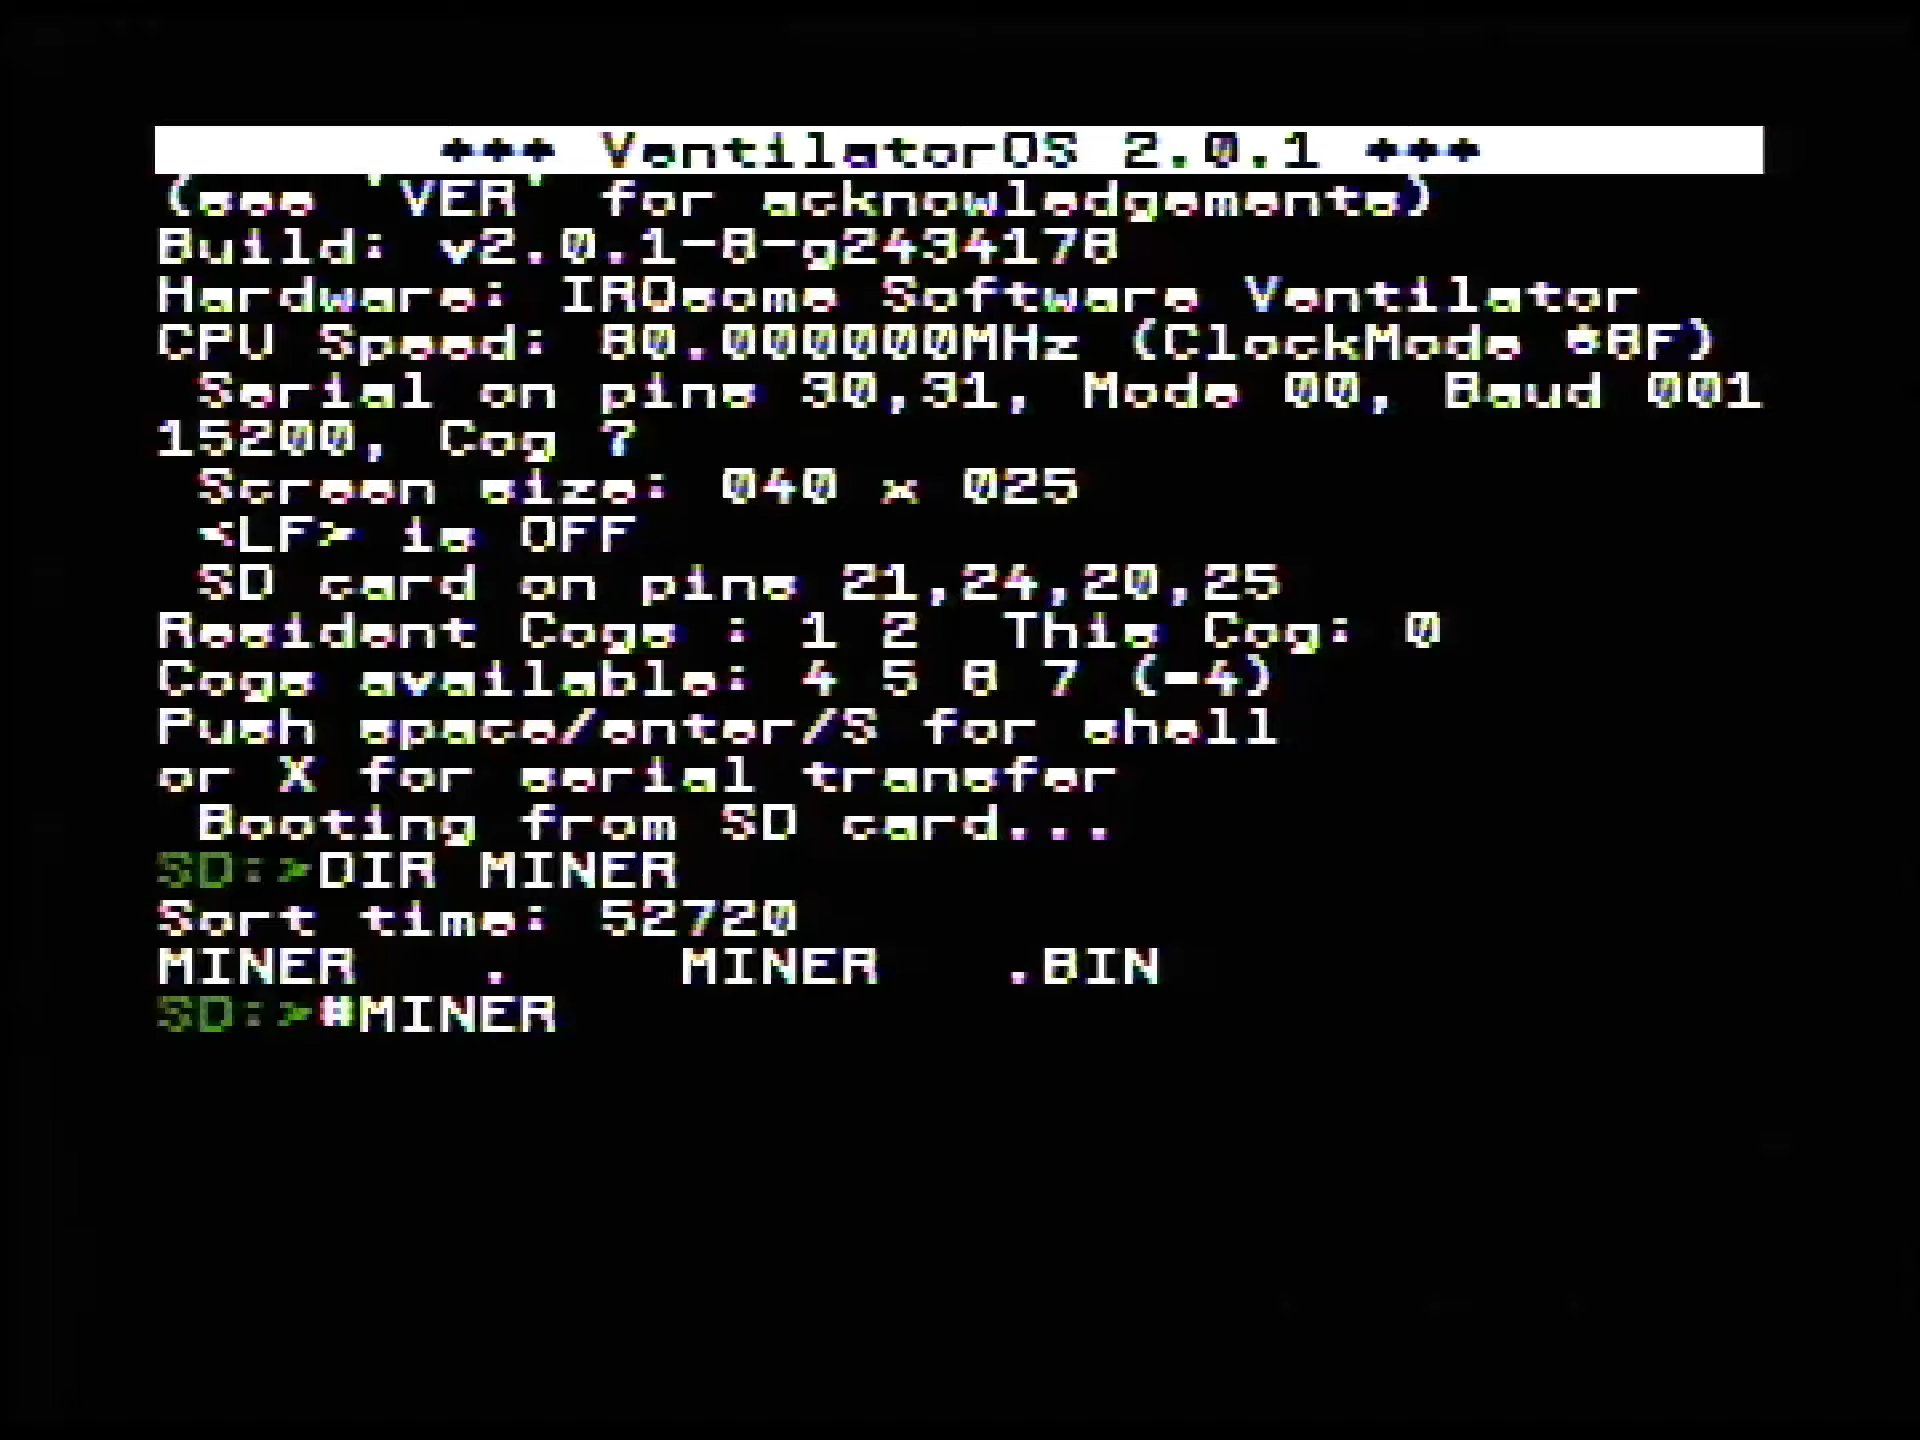 *** VentilatorOS 2.0.1 ***
(see 'VER' for acknowledgements)
Build: v2.0.1-8-g2434178
Hardware: IRQsome Software Ventilator
CPU Speed: 80.000000MHz (ClockMode *6F)
Serial on pins 30,31, Mode 00, Baud 001
15200, Cog 7
Screen size: 040 x 025
<LF> is OFF
SD card on pins 21,24,20,25
Resident Cogs : 1 2 This Cog: 0
Cogs available: 4 5 6 7 (=4)
Push space/enter/S for shell
or X for serial transfer
Booting from SD card...
SD:>DIR MINER
Sort time: 52720
MINER . MINER .BIN
SD:>#MINER